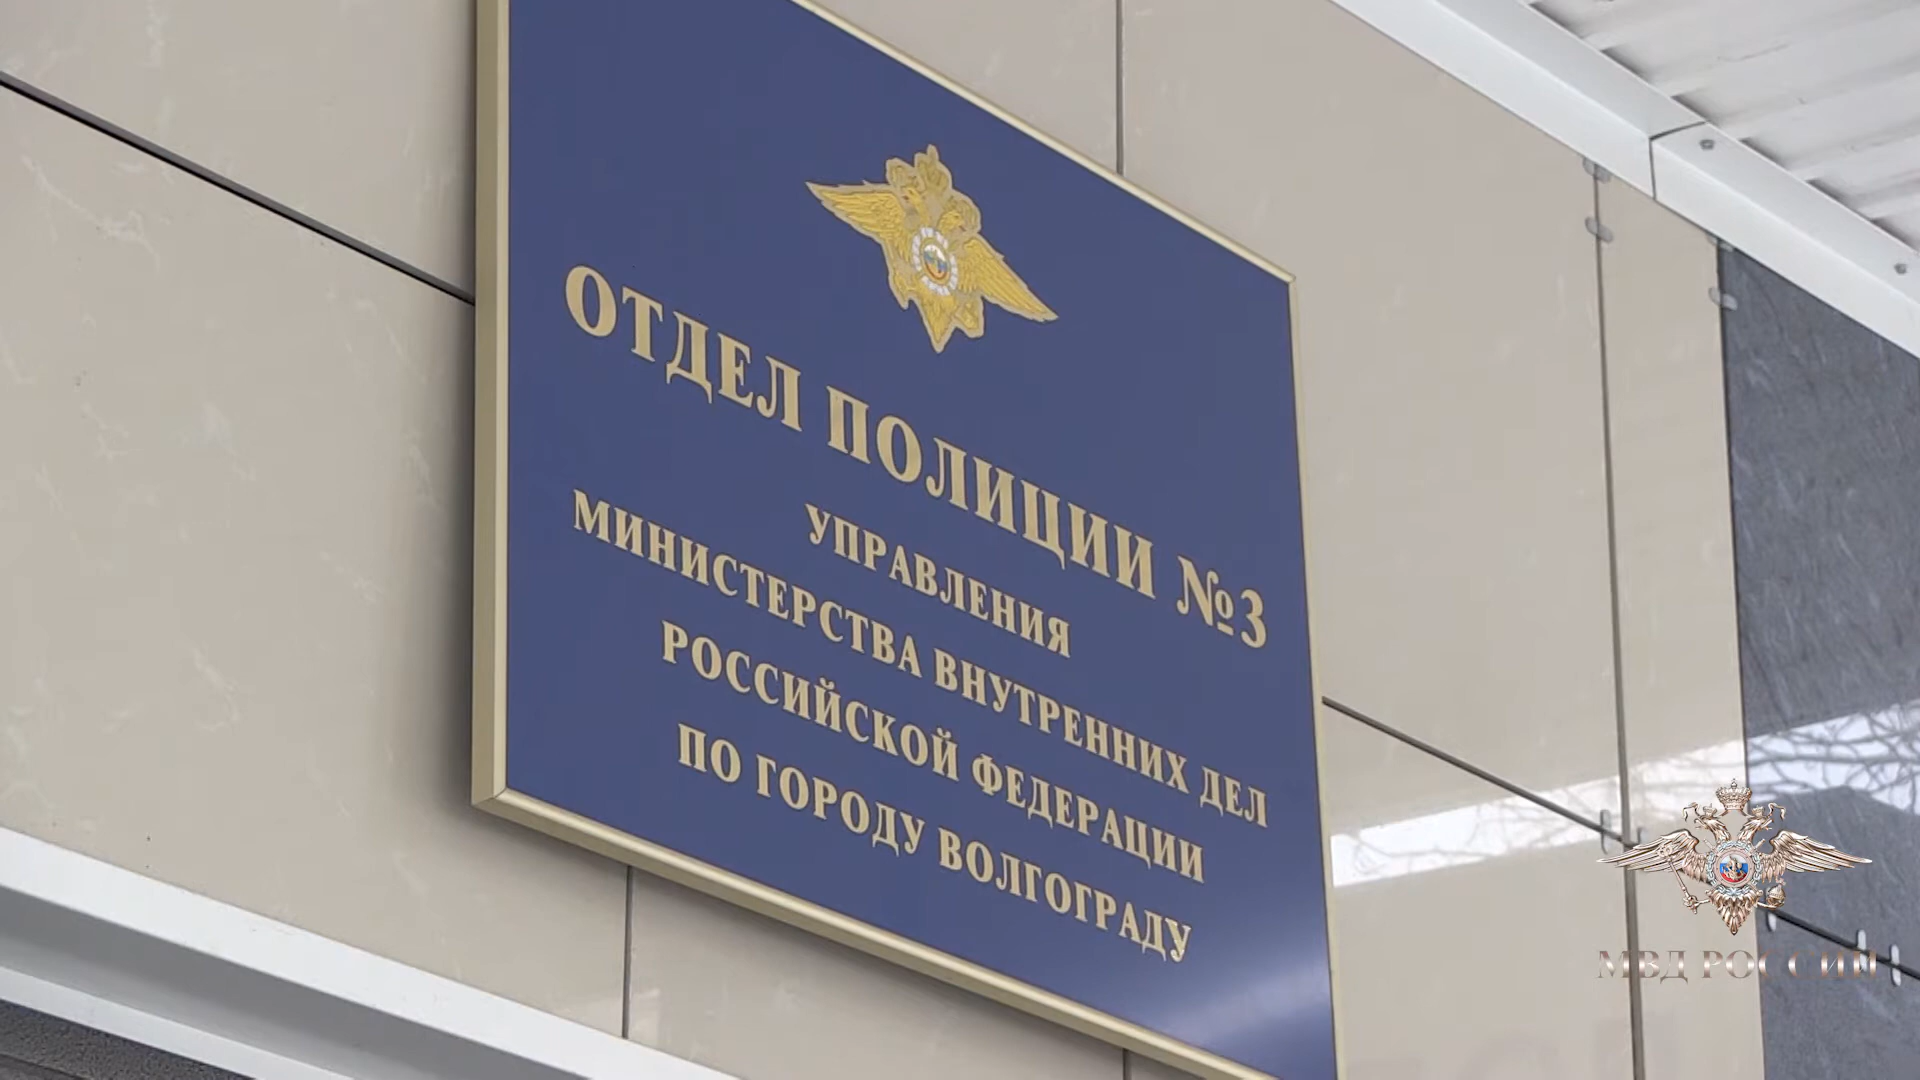 ОТДЕЛ ПОЛИЦИИ №3
УПРАВЛЕНИЯ
МИНИСТЕРСТВА ВНУТРЕННИХ ДЕЛ
РОССИЙСКОЙ ФЕДЕРАЦИИ
ПО ГОРОДУ ВОЛГОГРАДУ
МВД РОССИИ